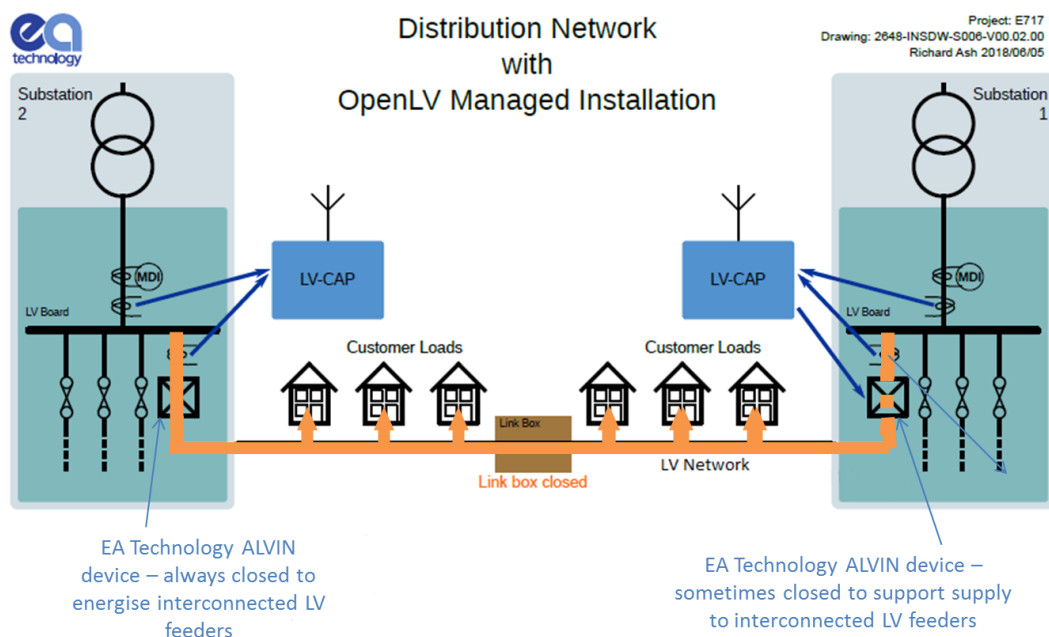 ea
technology
Distribution Network
with
OpenLV Managed Installation
Project: E717
Drawing: 2648-INSDW-S006-V00.02.00
Richard Ash 2018/06/05
Substation
2
Substation
1
MDI
LV-CAP
LV-CAP
MDI
LV Board
LV Board
Customer Loads
Customer Loads
Link Box
LV Network
Link box closed
EA Technology ALVIN
device – always closed to
energise interconnected LV
feeders
EA Technology ALVIN device –
sometimes closed to support supply
to interconnected LV feeders